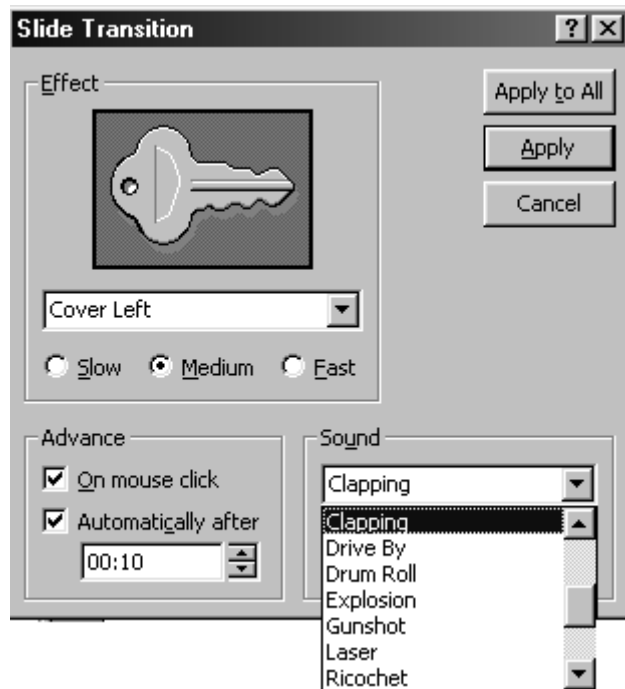 Slide Transition
Effect
Apply to All
Apply
Cancel
Cover Left
Slow Medium Fast
Advance
On mouse click
Automatically after
00:10
Sound
Clapping
Clapping
Drive By
Drum Roll
Explosion
Gunshot
Laser
Ricochet